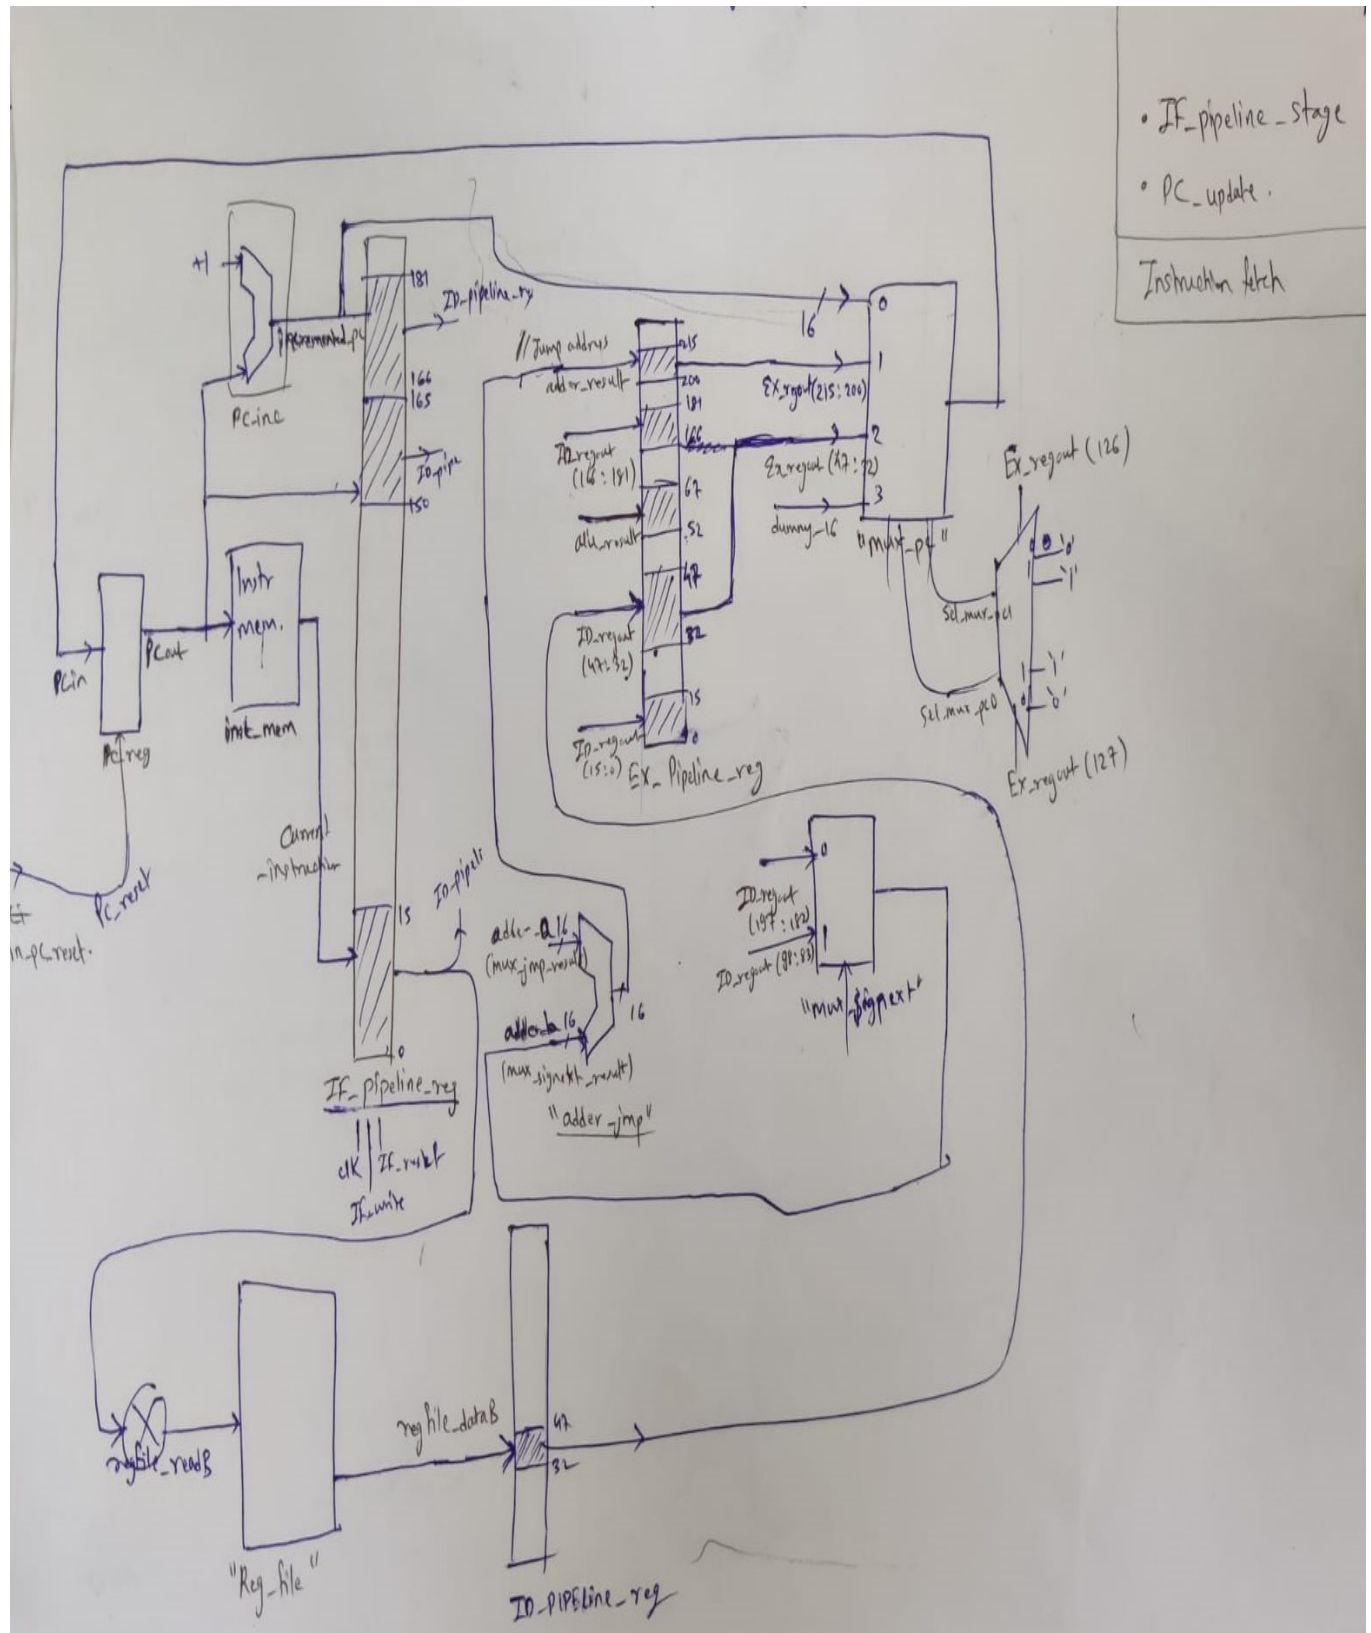 • IF_pipeline_stage
• PC_update.
Instruction fetch
+1
181
ID_pipeline_reg
incremented_pc
166
165
PC_inc
ID_pipe
150
16
0
// Jump address
adder_result
215
200
1
Ex_regout (215:200)
181
166
ID_regout
(166:181)
2
3
dummy_16
"mux_pc"
67
52
alu_result
47
32
ID_regout
(47:32)
15
0
ID_regout
(15:0)
Ex_Pipeline_reg
Ex_regout (126)
0 '0'
1 '1'
Sel_mux_pc1
1 '1'
0 '0'
Sel_mux_pc0
Ex_regout (127)
Instr
mem.
inst_mem
PCin
PCout
PC_reg
PC_reset
in_pc_reset.
Current
_instruction
15
ID_pipeli
0
IF_pipeline_reg
clk
IF_reset
IF_write
16
(mux_jmp_result)
adder_b 16
(mux_signext_result)
16
"adder_jmp"
0
ID_regout
(197:182)
1
ID_regout (98:83)
"mux_signext"
regfile_readB
"Reg_file"
regfile_dataB
47
32
ID_PIPELine_reg